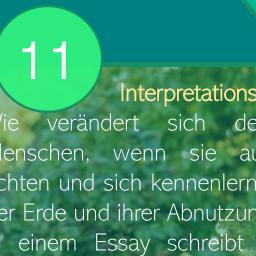 11
Interpretations
Wie verändert sich de
Menschen, wenn sie au
chten und sich kennenlern
er Erde und ihrer Abnutzun
einem Essay schreibt